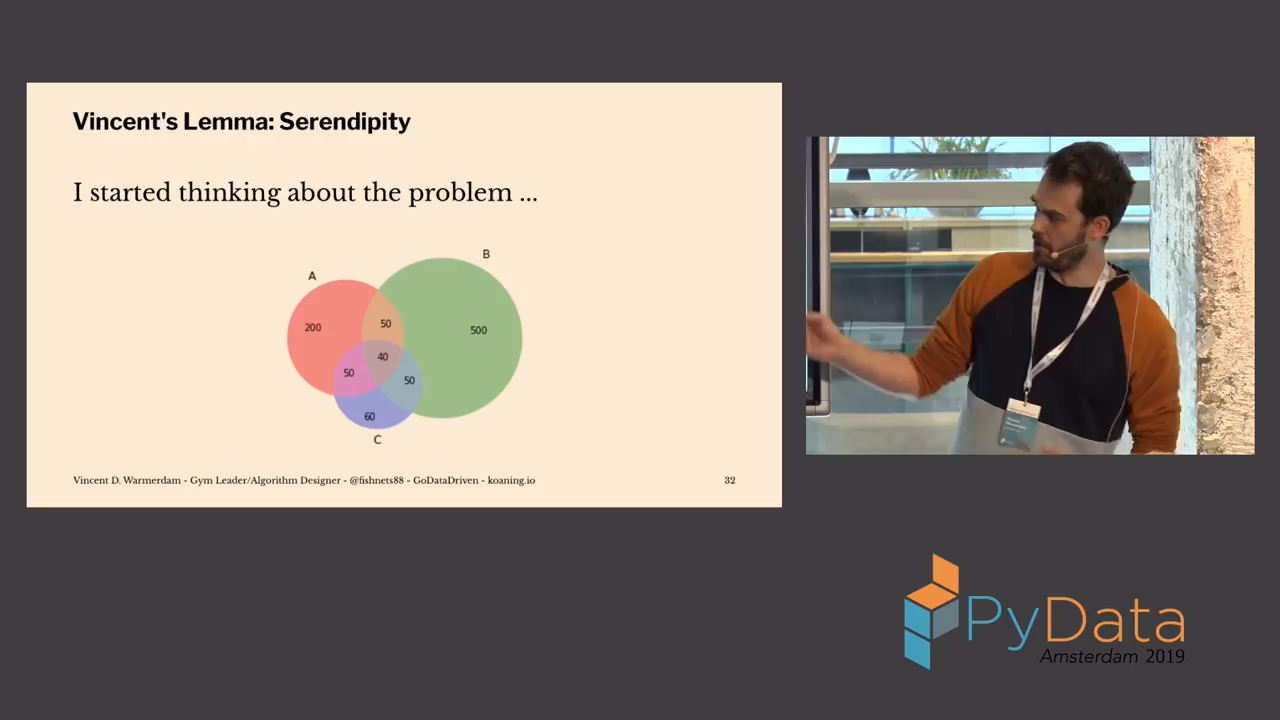 Vincent's Lemma: Serendipity
I started thinking about the problem ...
A
B
200
50
500
40
50
50
60
C
Vincent D. Warmerdam - Gym Leader/Algorithm Designer - @fishnets88 - GoDataDriven - koaning.io
32
PyData
Amsterdam 2019